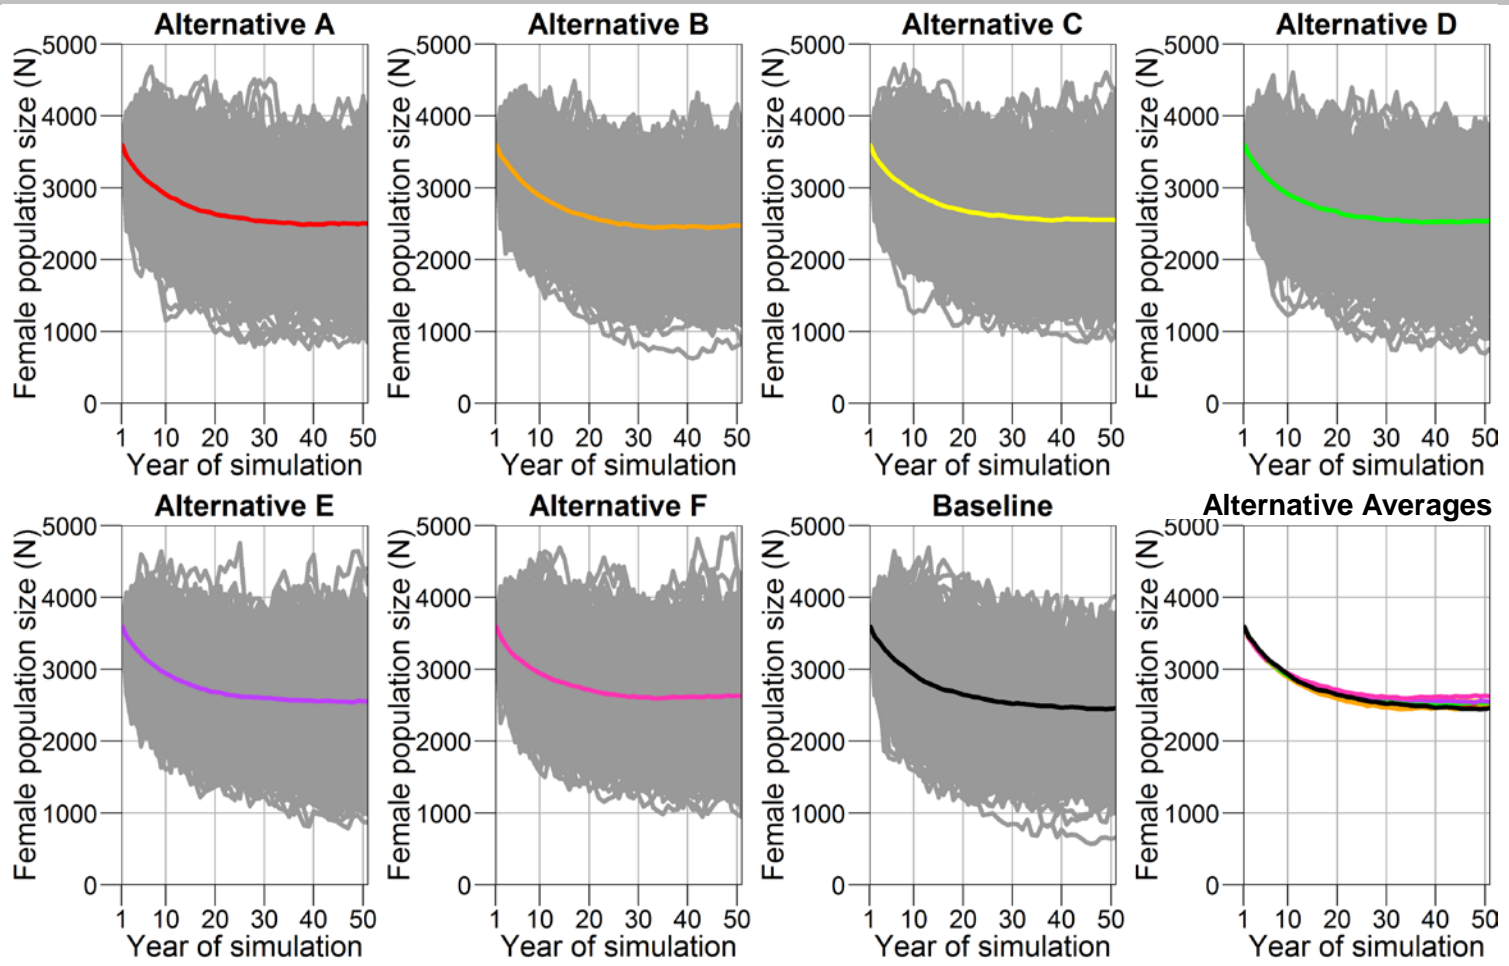 Alternative A
Alternative B
Alternative C
Alternative D
Female population size (N)
5000
4000
3000
2000
1000
0
1 10 20 30 40 50
Year of simulation
Female population size (N)
5000
4000
3000
2000
1000
0
1 10 20 30 40 50
Year of simulation
Female population size (N)
5000
4000
3000
2000
1000
0
1 10 20 30 40 50
Year of simulation
Female population size (N)
5000
4000
3000
2000
1000
0
1 10 20 30 40 50
Year of simulation
Alternative E
Alternative F
Baseline
Alternative Averages
Female population size (N)
5000
4000
3000
2000
1000
0
1 10 20 30 40 50
Year of simulation
Female population size (N)
5000
4000
3000
2000
1000
0
1 10 20 30 40 50
Year of simulation
Female population size (N)
5000
4000
3000
2000
1000
0
1 10 20 30 40 50
Year of simulation
Female population size (N)
5000
4000
3000
2000
1000
0
1 10 20 30 40 50
Year of simulation